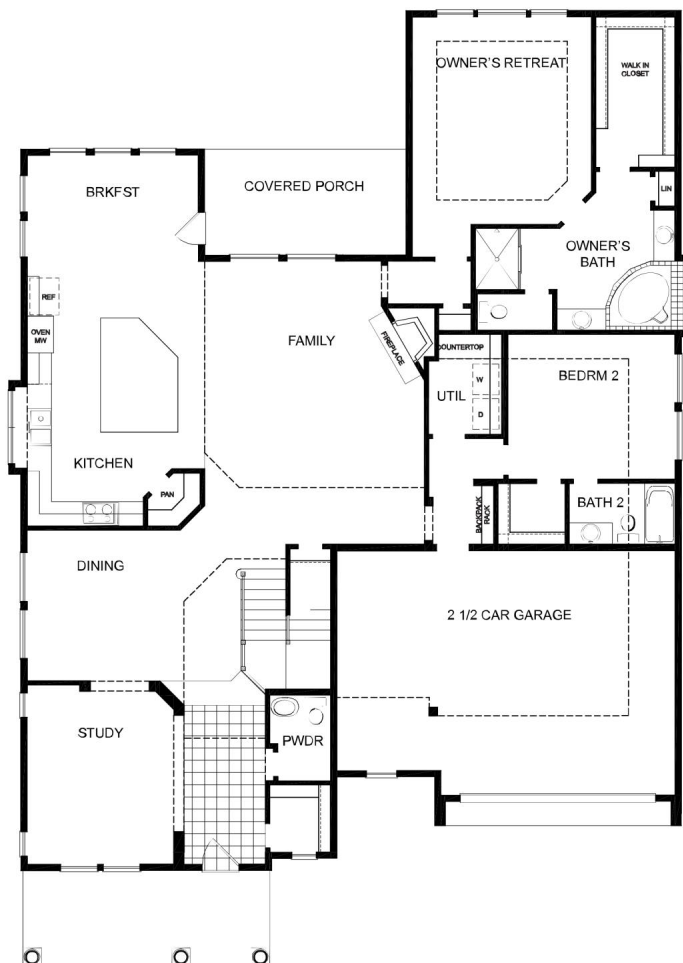 OWNER'S RETREAT
WALK IN
CLOSET
BRKFST
COVERED PORCH
LIN
OWNER'S
BATH
REF
OVEN
MW
FAMILY
FIREPLACE
COUNTERTOP
W
D
UTIL
BEDRM 2
KITCHEN
PAN
BACKPACK
RACK
BATH 2
DINING
2 1/2 CAR GARAGE
STUDY
PWDR